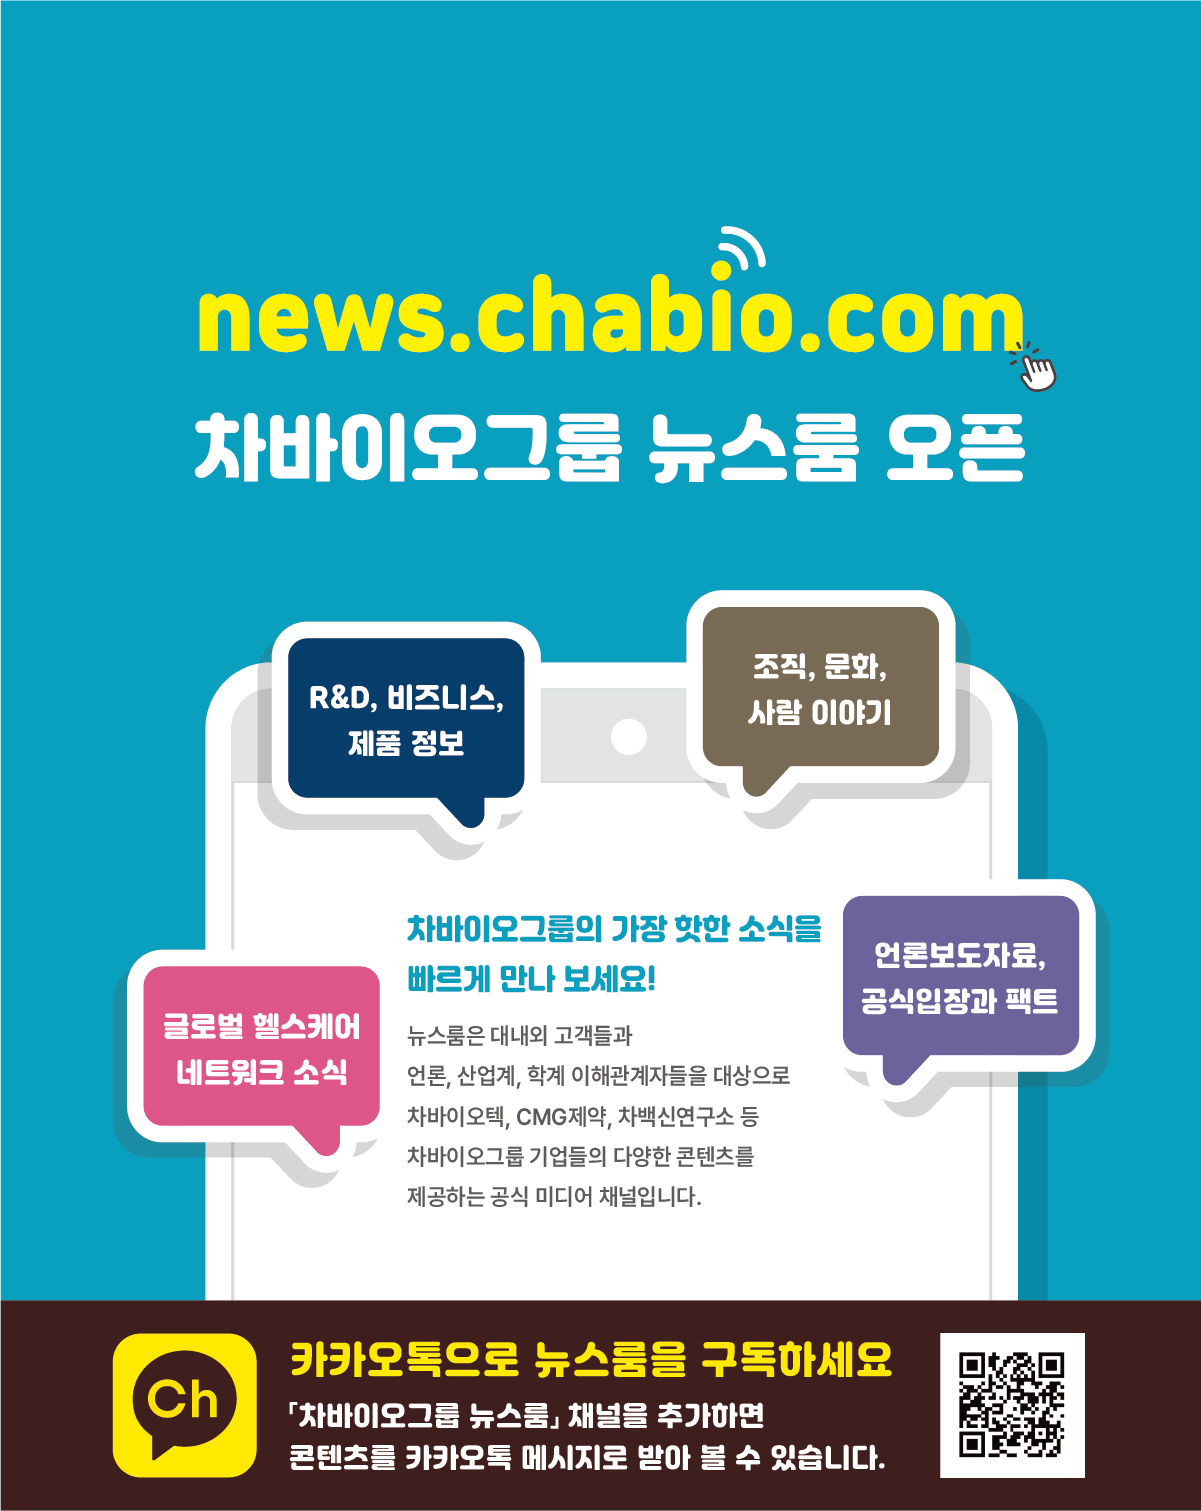 news.chabio.com
차바이오그룹 뉴스룸 오픈
R&D, 비즈니스,
제품 정보
조직, 문화,
사람 이야기
차바이오그룹의 가장 핫한 소식을
빠르게 만나 보세요!
언론보도자료,
공식입장과 팩트
글로벌 헬스케어
네트워크 소식
뉴스룸은 대내외 고객들과
언론, 산업계, 학계 이해관계자들을 대상으로
차바이오텍, CMG제약, 차백신연구소 등
차바이오그룹 기업들의 다양한 콘텐츠를
제공하는 공식 미디어 채널입니다.
Ch
카카오톡으로 뉴스룸을 구독하세요
「차바이오그룹 뉴스룸」 채널을 추가하면
콘텐츠를 카카오톡 메시지로 받아 볼 수 있습니다.